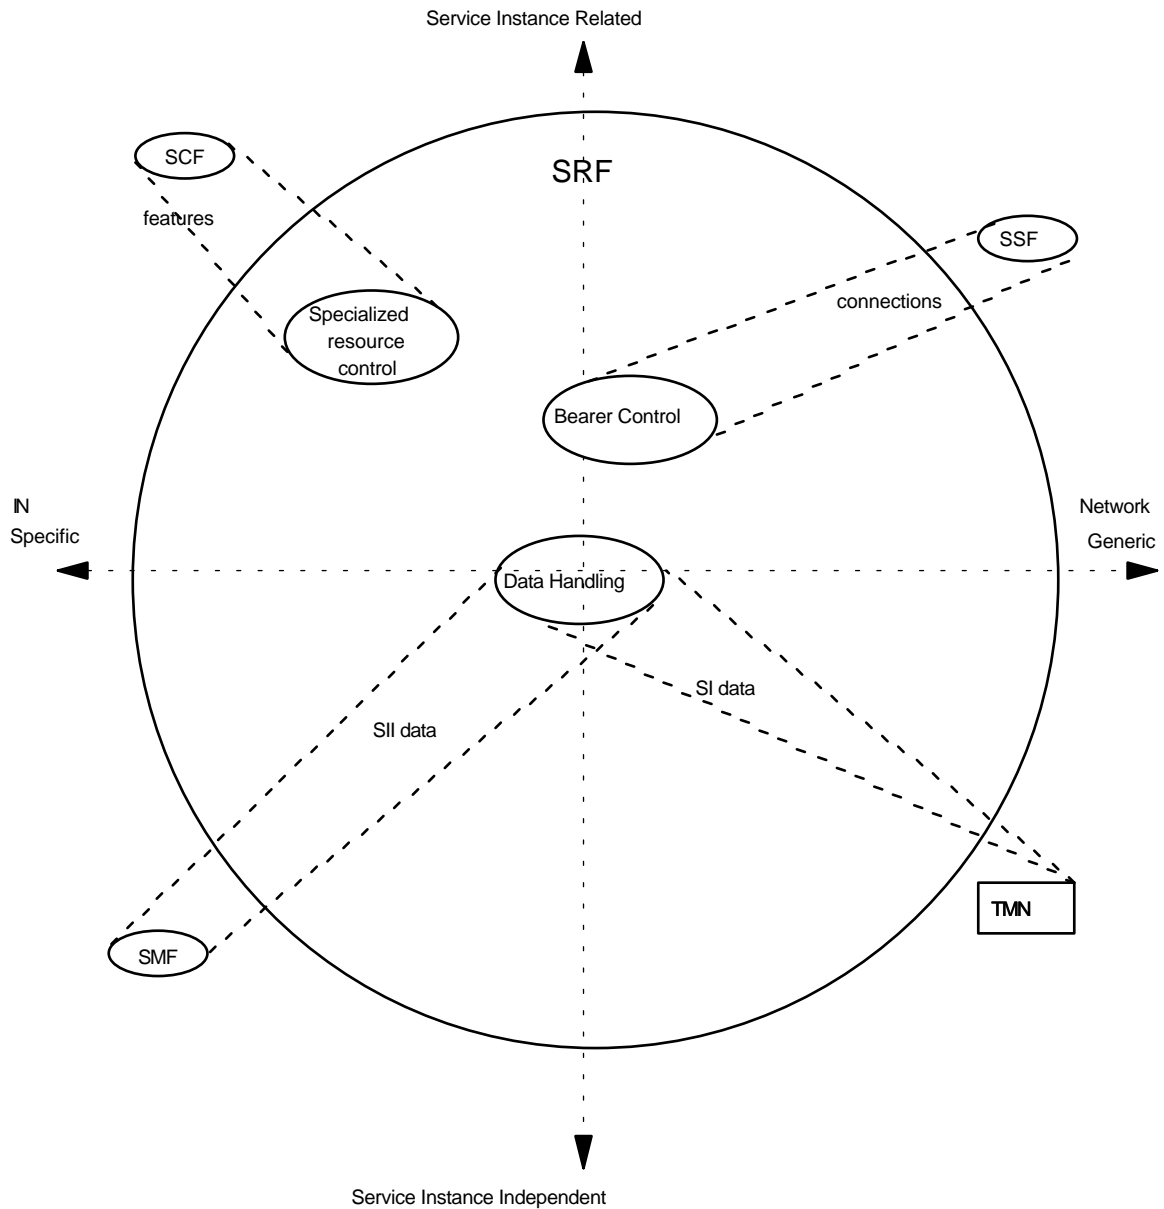 Service Instance Related
SCF
SRF
features
SSF
connections
Specialized
resource
control
Bearer Control
IN
Specific
Network
Generic
Data Handling
SI data
SII data
TMN
SMF
Service Instance Independent